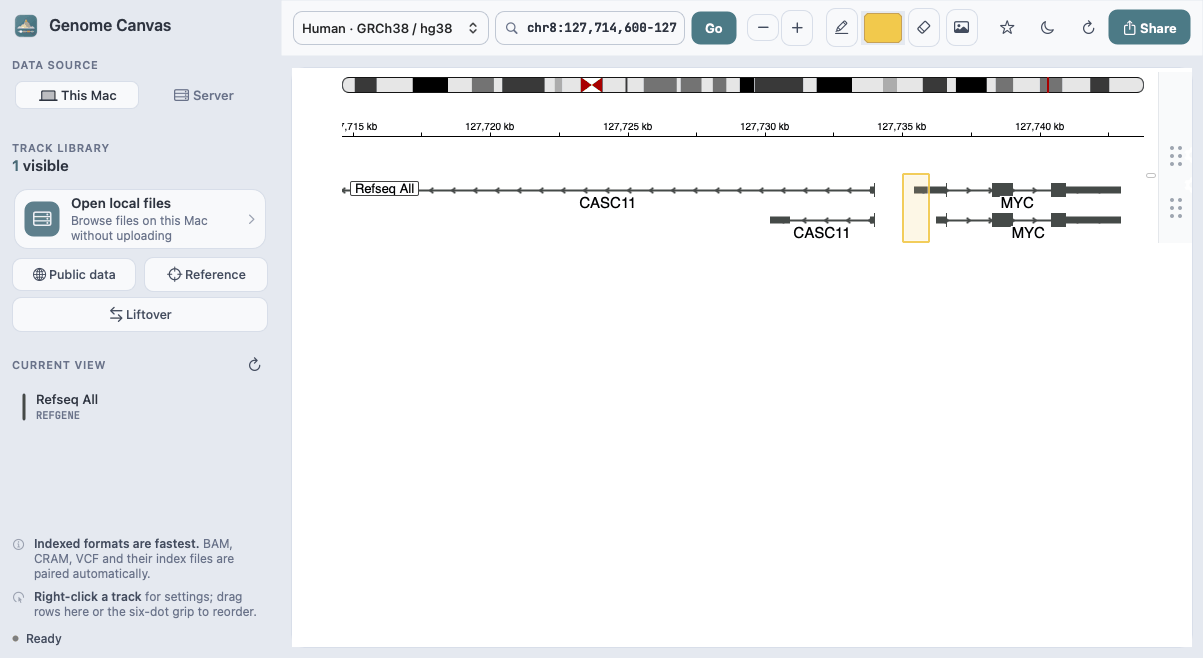 Genome Canvas
DATA SOURCE
This Mac
Server
TRACK LIBRARY
1 visible
Open local files
Browse files on this Mac
without uploading
Public data
Reference
Liftover
CURRENT VIEW
Refseq All
REFGENE
Indexed formats are fastest. BAM,
CRAM, VCF and their index files are
paired automatically.
Right-click a track for settings; drag
rows here or the six-dot grip to reorder.
Ready
Human · GRCh38 / hg38
chr8:127,714,600-127
Go
Share
7,715 kb
127,720 kb
127,725 kb
127,730 kb
127,735 kb
127,740 kb
Refseq All
CASC11
MYC
CASC11
MYC